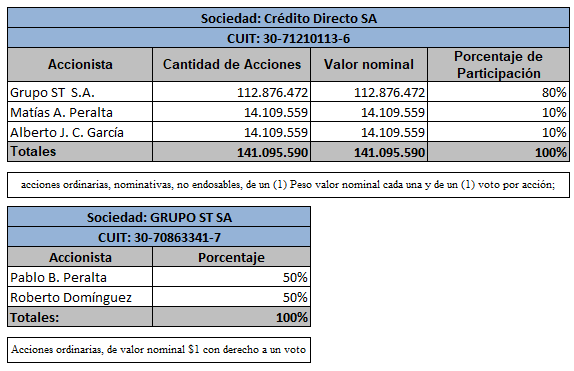 Sociedad: Crédito Directo SA
CUIT: 30-71210113-6
Accionista Cantidad de Acciones Valor nominal Porcentaje de Participación
Grupo ST S.A. 112.876.472 112.876.472 80%
Matías A. Peralta 14.109.559 14.109.559 10%
Alberto J. C. García 14.109.559 14.109.559 10%
Totales 141.095.590 141.095.590 100%
acciones ordinarias, nominativas, no endosables, de un (1) Peso valor nominal cada una y de un (1) voto por acción;
Sociedad: GRUPO ST SA
CUIT: 30-70863341-7
Accionista Porcentaje
Pablo B. Peralta 50%
Roberto Domínguez 50%
Totales: 100%
Acciones ordinarias, de valor nominal $1 con derecho a un voto